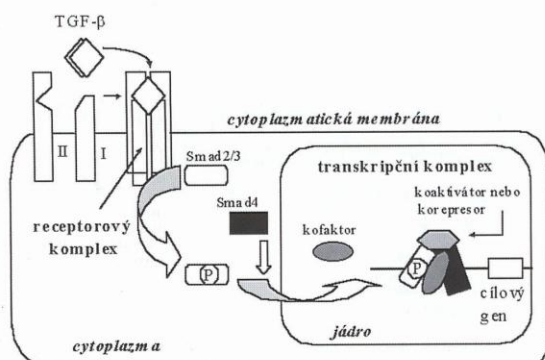 TGF-β
cytoplazmatická membrána
II
I
Smad2/3
transkripční komplex
koaktivátor nebo
korepresor
Smad4
receptorový
komplex
kofaktor
P
P
cílový
gen
jádro
cytoplazma